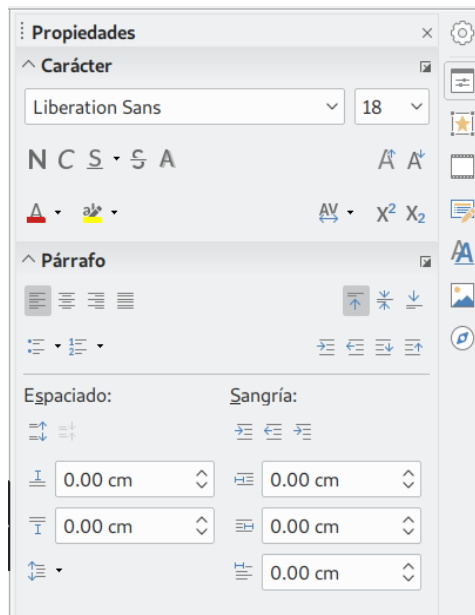 Propiedades
Carácter
Liberation Sans 18
N C S S A A A
A ab AV X² X₂
Párrafo
Espaciado: Sangría:
0.00 cm 0.00 cm
0.00 cm 0.00 cm
0.00 cm